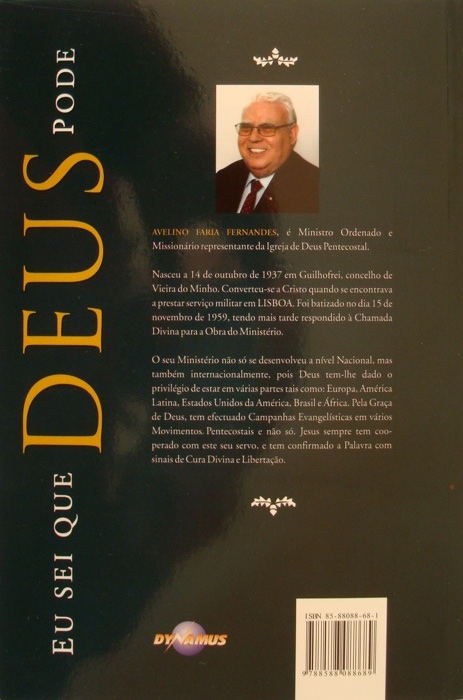 EU SEI QUE DEUS PODE
AVELINO FARIA FERNANDES, é Ministro Ordenado e
Missionário representante da Igreja de Deus Pentecostal.
Nasceu a 14 de outubro de 1937 em Guilhofrei, concelho de
Vieira do Minho. Converteu-se a Cristo quando se encontrava
a prestar serviço militar em LISBOA. Foi batizado no dia 15 de
novembro de 1959, tendo mais tarde respondido à Chamada
Divina para a Obra do Ministério.
O seu Ministério não só se desenvolveu a nível Nacional, mas
também internacionalmente, pois Deus tem-lhe dado o
privilégio de estar em várias partes tais como: Europa, América
Latina, Estados Unidos da América, Brasil e África. Pela Graça
de Deus, tem efectuado Campanhas Evangelísticas em vários
Movimentos Pentecostais e não só. Jesus sempre tem coo-
perado com este seu servo, e tem confirmado a Palavra com
sinais de Cura Divina e Libertação.
DYNAMUS
ISBN 85-88088-68-1
9788588088689